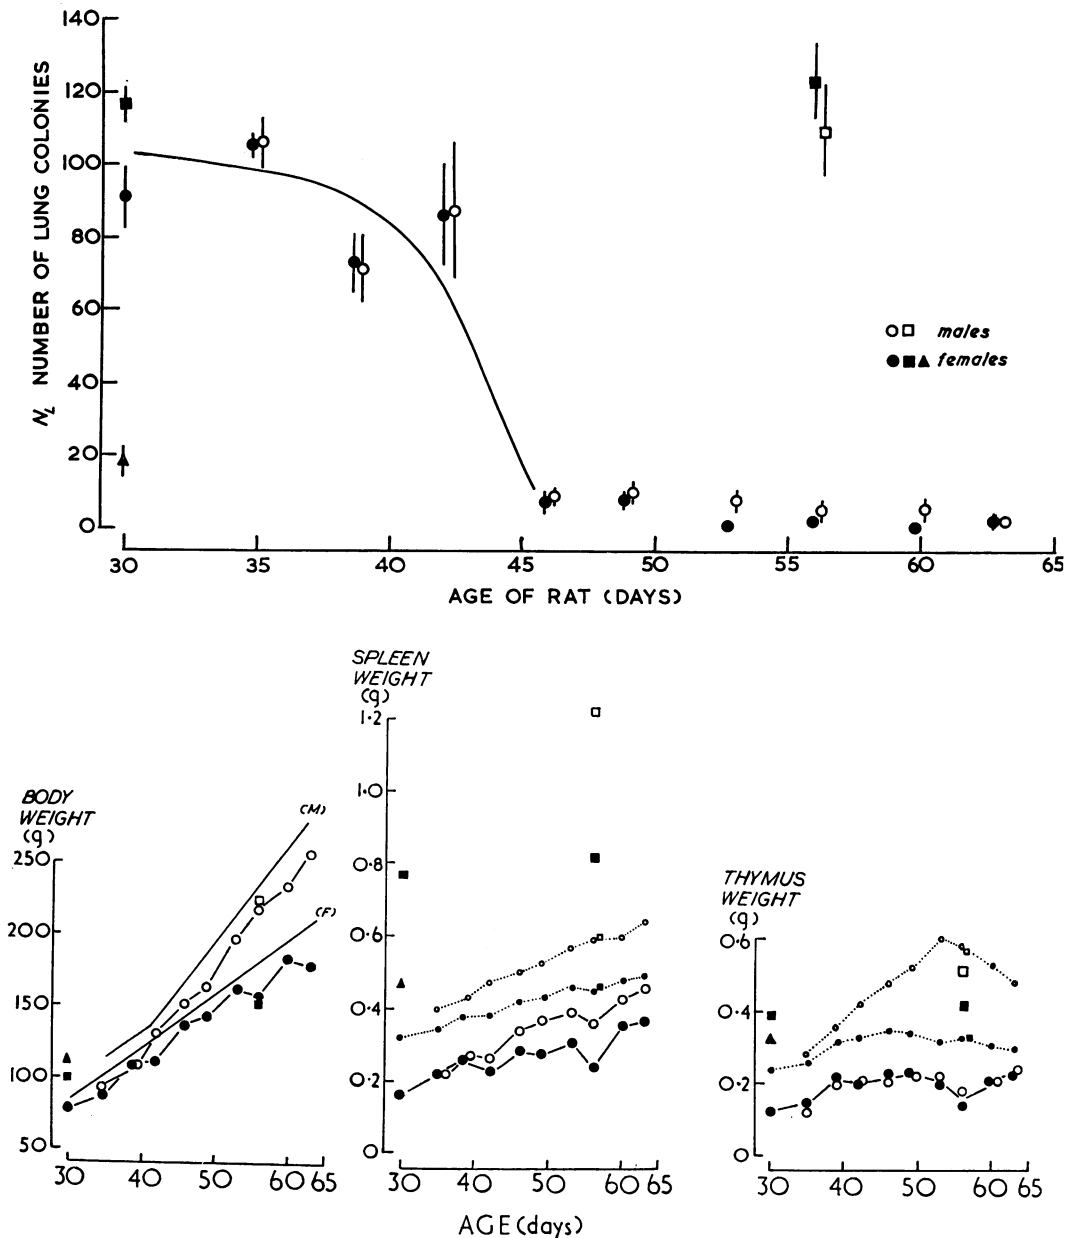 140
120
100
80
60
40
20
0
N_L NUMBER OF LUNG COLONIES
○□ males
●■▲ females
30 35 40 45 50 55 60 65
AGE OF RAT (DAYS)
BODY
WEIGHT
(g)
250
200
150
100
50
(M)
(F)
30 40 50 60 65
SPLEEN
WEIGHT
(g)
1·2
1·0
0·8
0·6
0·4
0·2
0
30 40 50 60 65
THYMUS
WEIGHT
(g)
0·6
0·4
0·2
0
30 40 50 60 65
AGE (days)